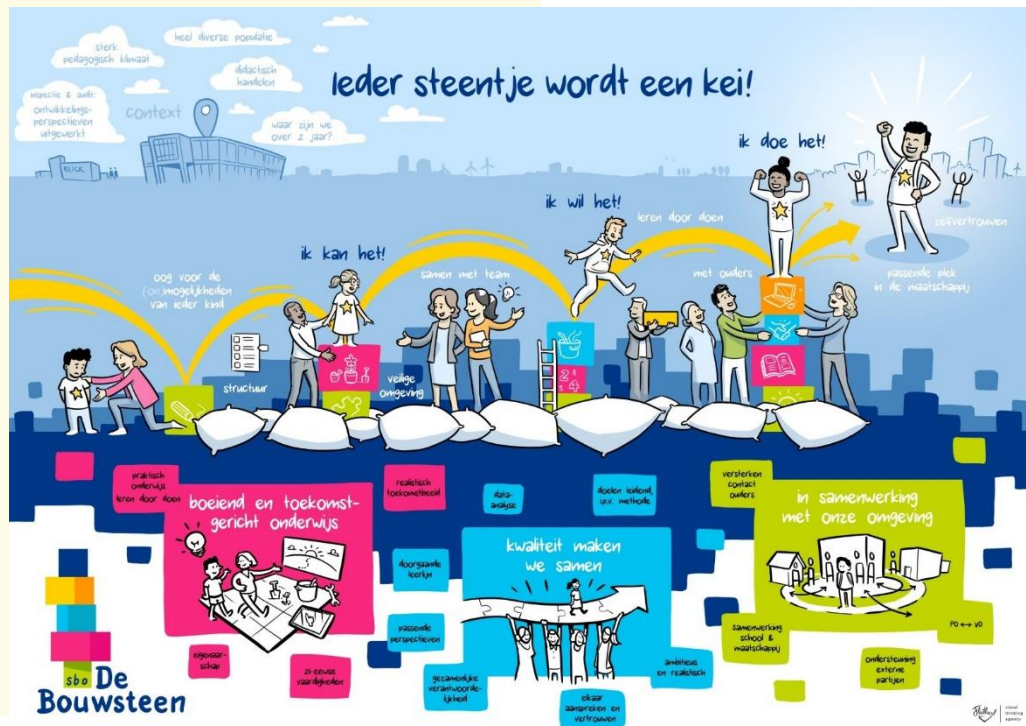 sterk
pedagogisch klimaat
heel diverse populatie
didactisch
handelen
inspectie & audit:
ontwikkelings-
perspectieven
uitgewerkt
context
waar zijn we
over 2 jaar?
Ieder steentje wordt een kei!
ik doe het!
ik wil het!
leren door doen
zelfvertrouwen
ik kan het!
oog voor de
(on)mogelijkheden
van ieder kind
samen met team
met ouders
passende plek
in de maatschappij
structuur
veilige
omgeving
praktisch
onderwijs
leren door doen
boeiend en toekomst-
gericht onderwijs
eigenaar-
schap
21-eeuwse
vaardigheden
realistisch
toekomstbeeld
data-
analyse
doelen leidend,
i.p.v. methode
kwaliteit maken
we samen
doorgaande
leerlijn
passende
perspectieven
gezamenlijke
verantwoorde-
lijkheid
elkaar
aanspreken en
vertrouwen
ambitieus
en realistisch
versterken
contact
ouders
in samenwerking
met onze omgeving
samenwerking
school &
maatschappij
ondersteuning
externe
partijen
PO ↔ VO
sbo De
Bouwsteen
visual
thinking
agency